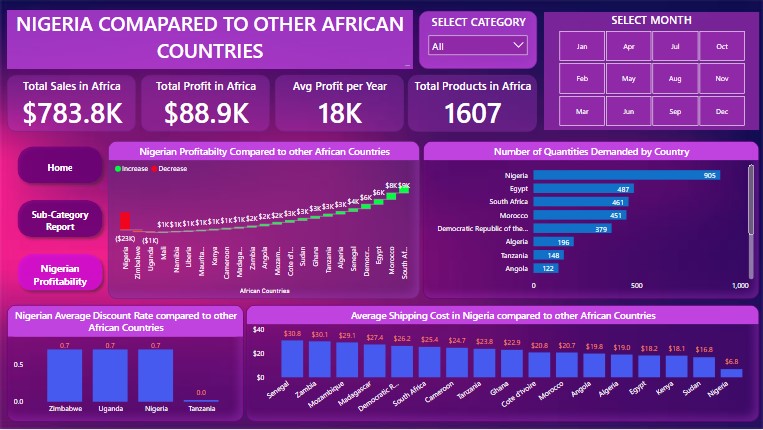 NIGERIA COMAPARED TO OTHER AFRICAN
COUNTRIES
SELECT CATEGORY
All
SELECT MONTH
Jan Apr Jul Oct
Feb May Aug Nov
Mar Jun Sep Dec
Total Sales in Africa
$783.8K
Total Profit in Africa
$88.9K
Avg Profit per Year
18K
Total Products in Africa
1607
Home
Sub-Category
Report
Nigerian
Profitability
Nigerian Profitabilty Compared to other African Countries
Increase Decrease
($23K) ($1K) $1K $1K $1K $1K $1K $1K $1K $2K $2K $2K $3K $3K $3K $3K $3K $4K $6K $6K $8K $9K
Nigeria Zimbabwe Uganda Mali Namibia Liberia Maurita... Kenya Cameroon Madaga... Zambia Angola Mozam... Cote d'I... Sudan Ghana Tanzania Algeria Senegal Democr... Egypt Morocco South Af...
African Countries
Number of Quantities Demanded by Country
Nigeria 905
Egypt 487
South Africa 461
Morocco 451
Democratic Republic of the... 379
Algeria 196
Tanzania 148
Angola 122
0 500 1,000
Nigerian Average Discount Rate compared to other
African Countries
0.5
0.0
0.7 0.7 0.7 0.0
Zimbabwe Uganda Nigeria Tanzania
Average Shipping Cost in Nigeria compared to other African Countries
$40
$20
$0
$30.8 $30.1 $29.1 $27.4 $26.2 $25.4 $24.7 $23.8 $22.9 $20.8 $20.7 $19.8 $19.0 $18.2 $18.1 $16.8 $6.8
Senegal Zambia Mozambique Madagascar Democratic R... South Africa Cameroon Tanzania Ghana Cote d'Ivoire Morocco Angola Algeria Egypt Kenya Sudan Nigeria